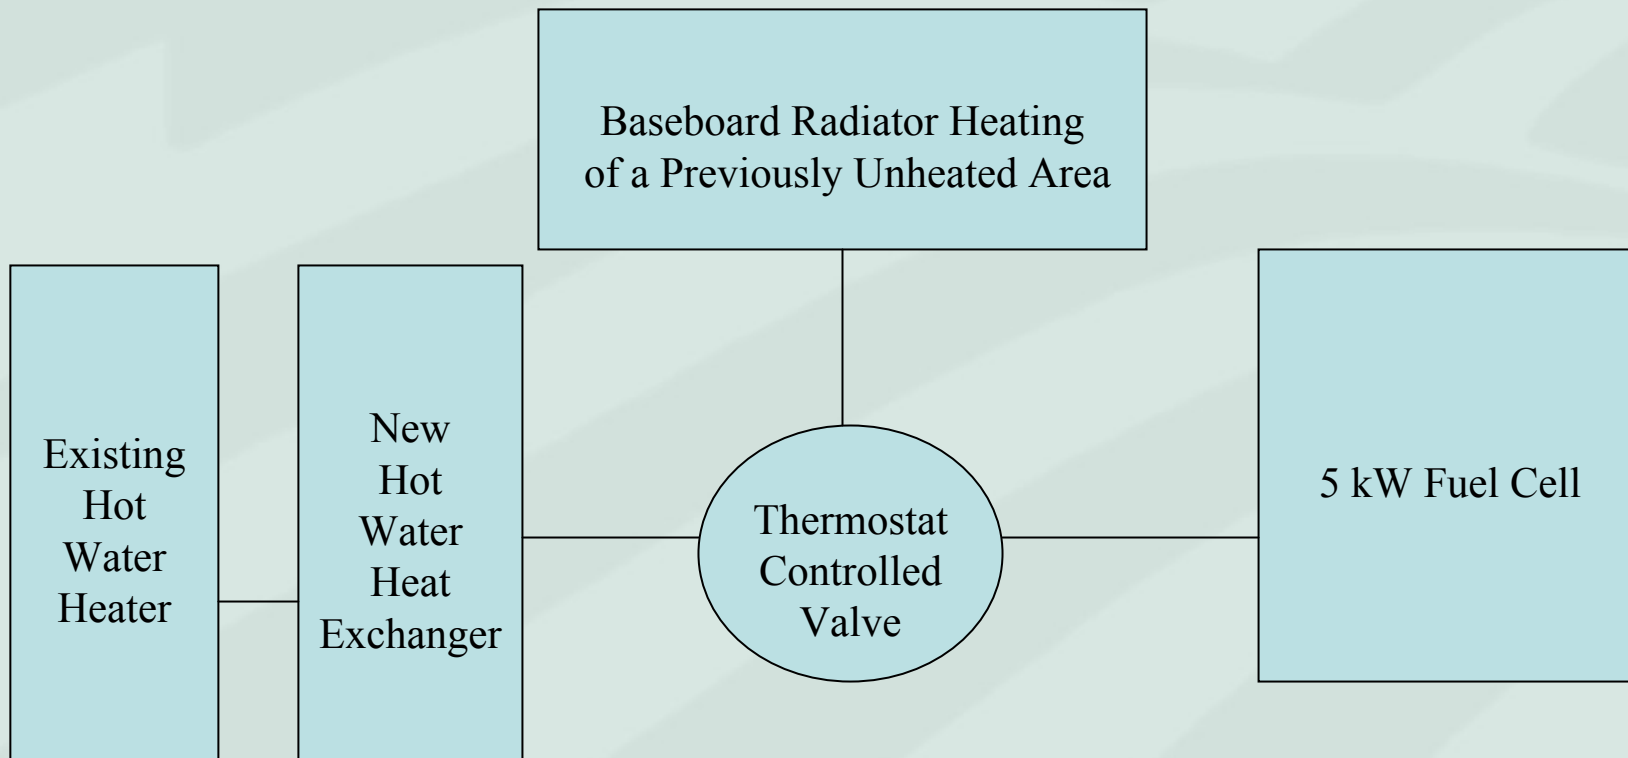 Baseboard Radiator Heating
of a Previously Unheated Area
Existing
Hot
Water
Heater
New
Hot
Water
Heat
Exchanger
Thermostat
Controlled
Valve
5 kW Fuel Cell